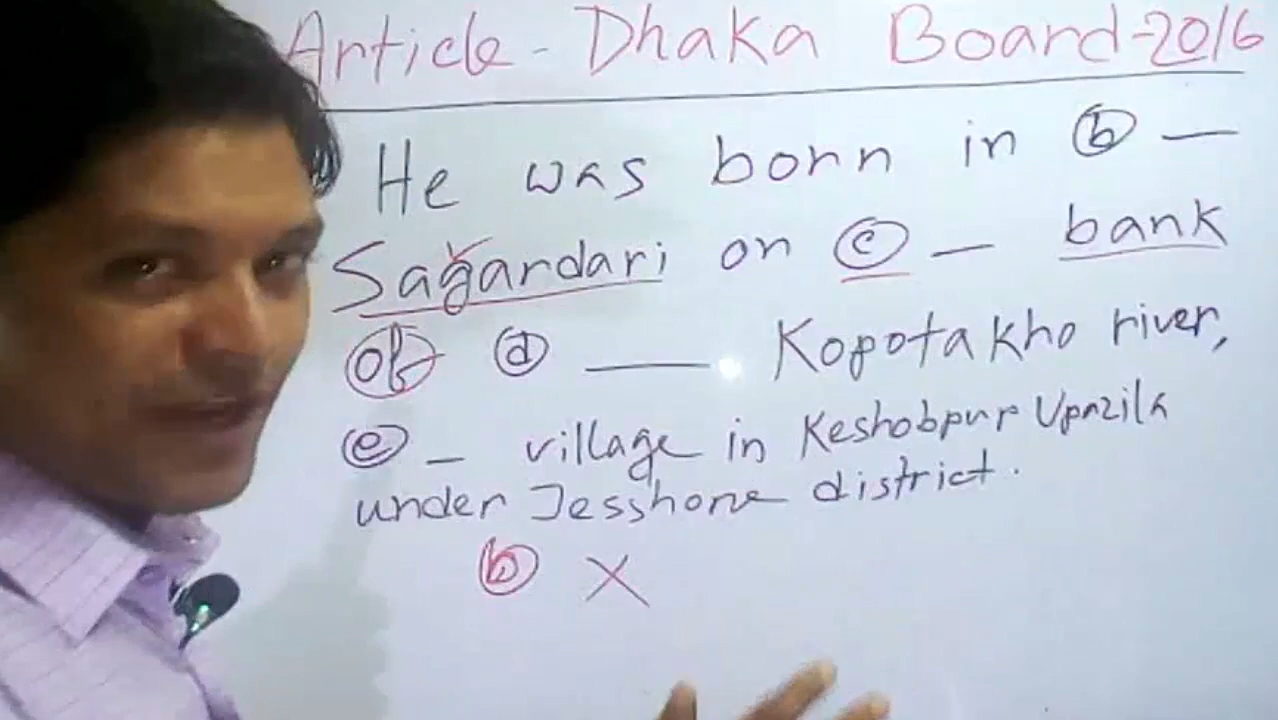 Article - Dhaka Board-2016
He was born in ⓑ —
Sagardari on ⓒ — bank
of ⓓ — Kopotakho river,
ⓔ — village in Keshobpur Upazila
under Jesshore district.
ⓑ ×